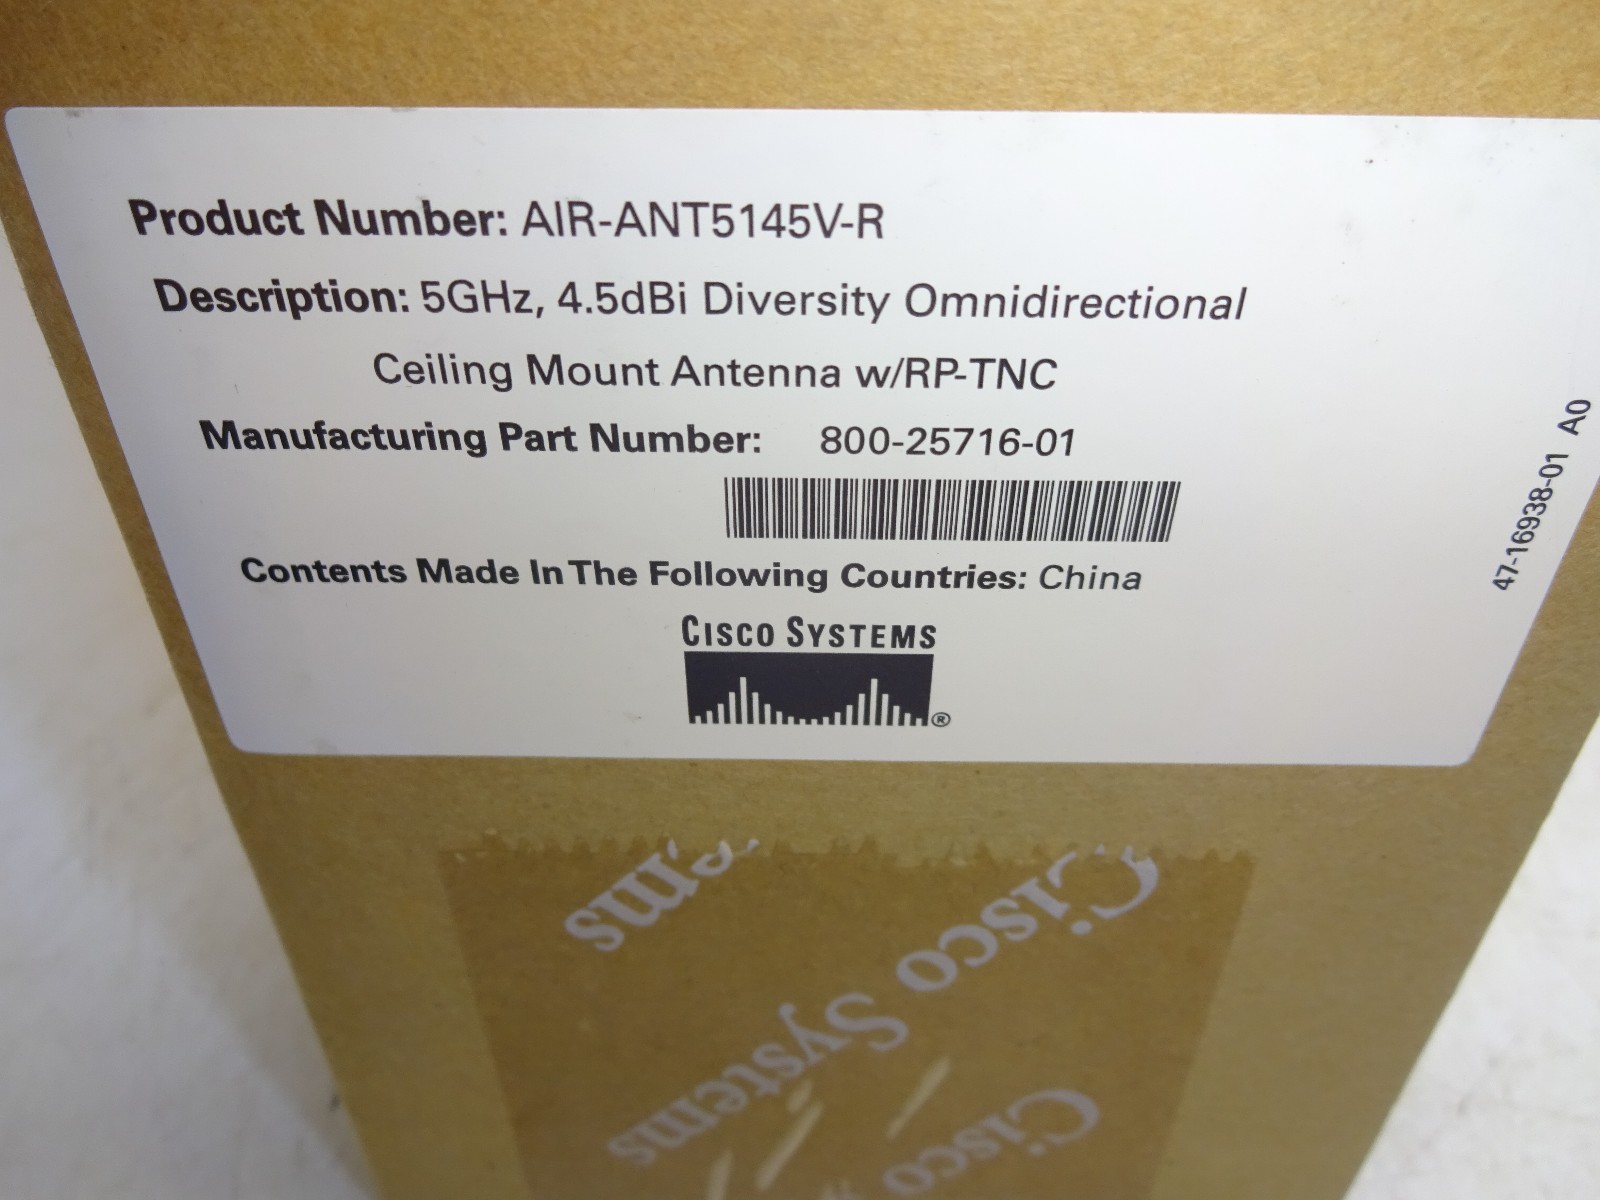 Product Number: AIR-ANT5145V-R
Description: 5GHz, 4.5dBi Diversity Omnidirectional
Ceiling Mount Antenna w/RP-TNC
Manufacturing Part Number: 800-25716-01
Contents Made In The Following Countries: China
CISCO SYSTEMS
®
47-16938-01 A0
ems
Cisco Systems
Cisco